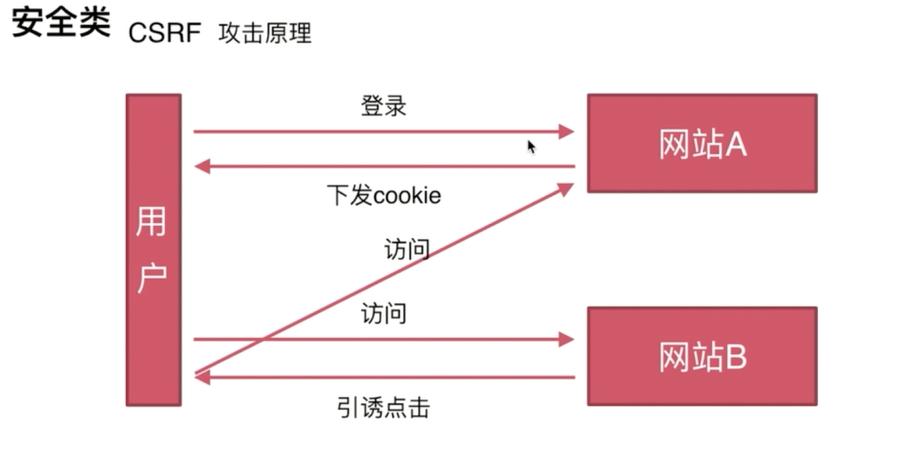 安全类 CSRF 攻击原理
登录
网站A
下发cookie
用
户
访问
访问
网站B
引诱点击